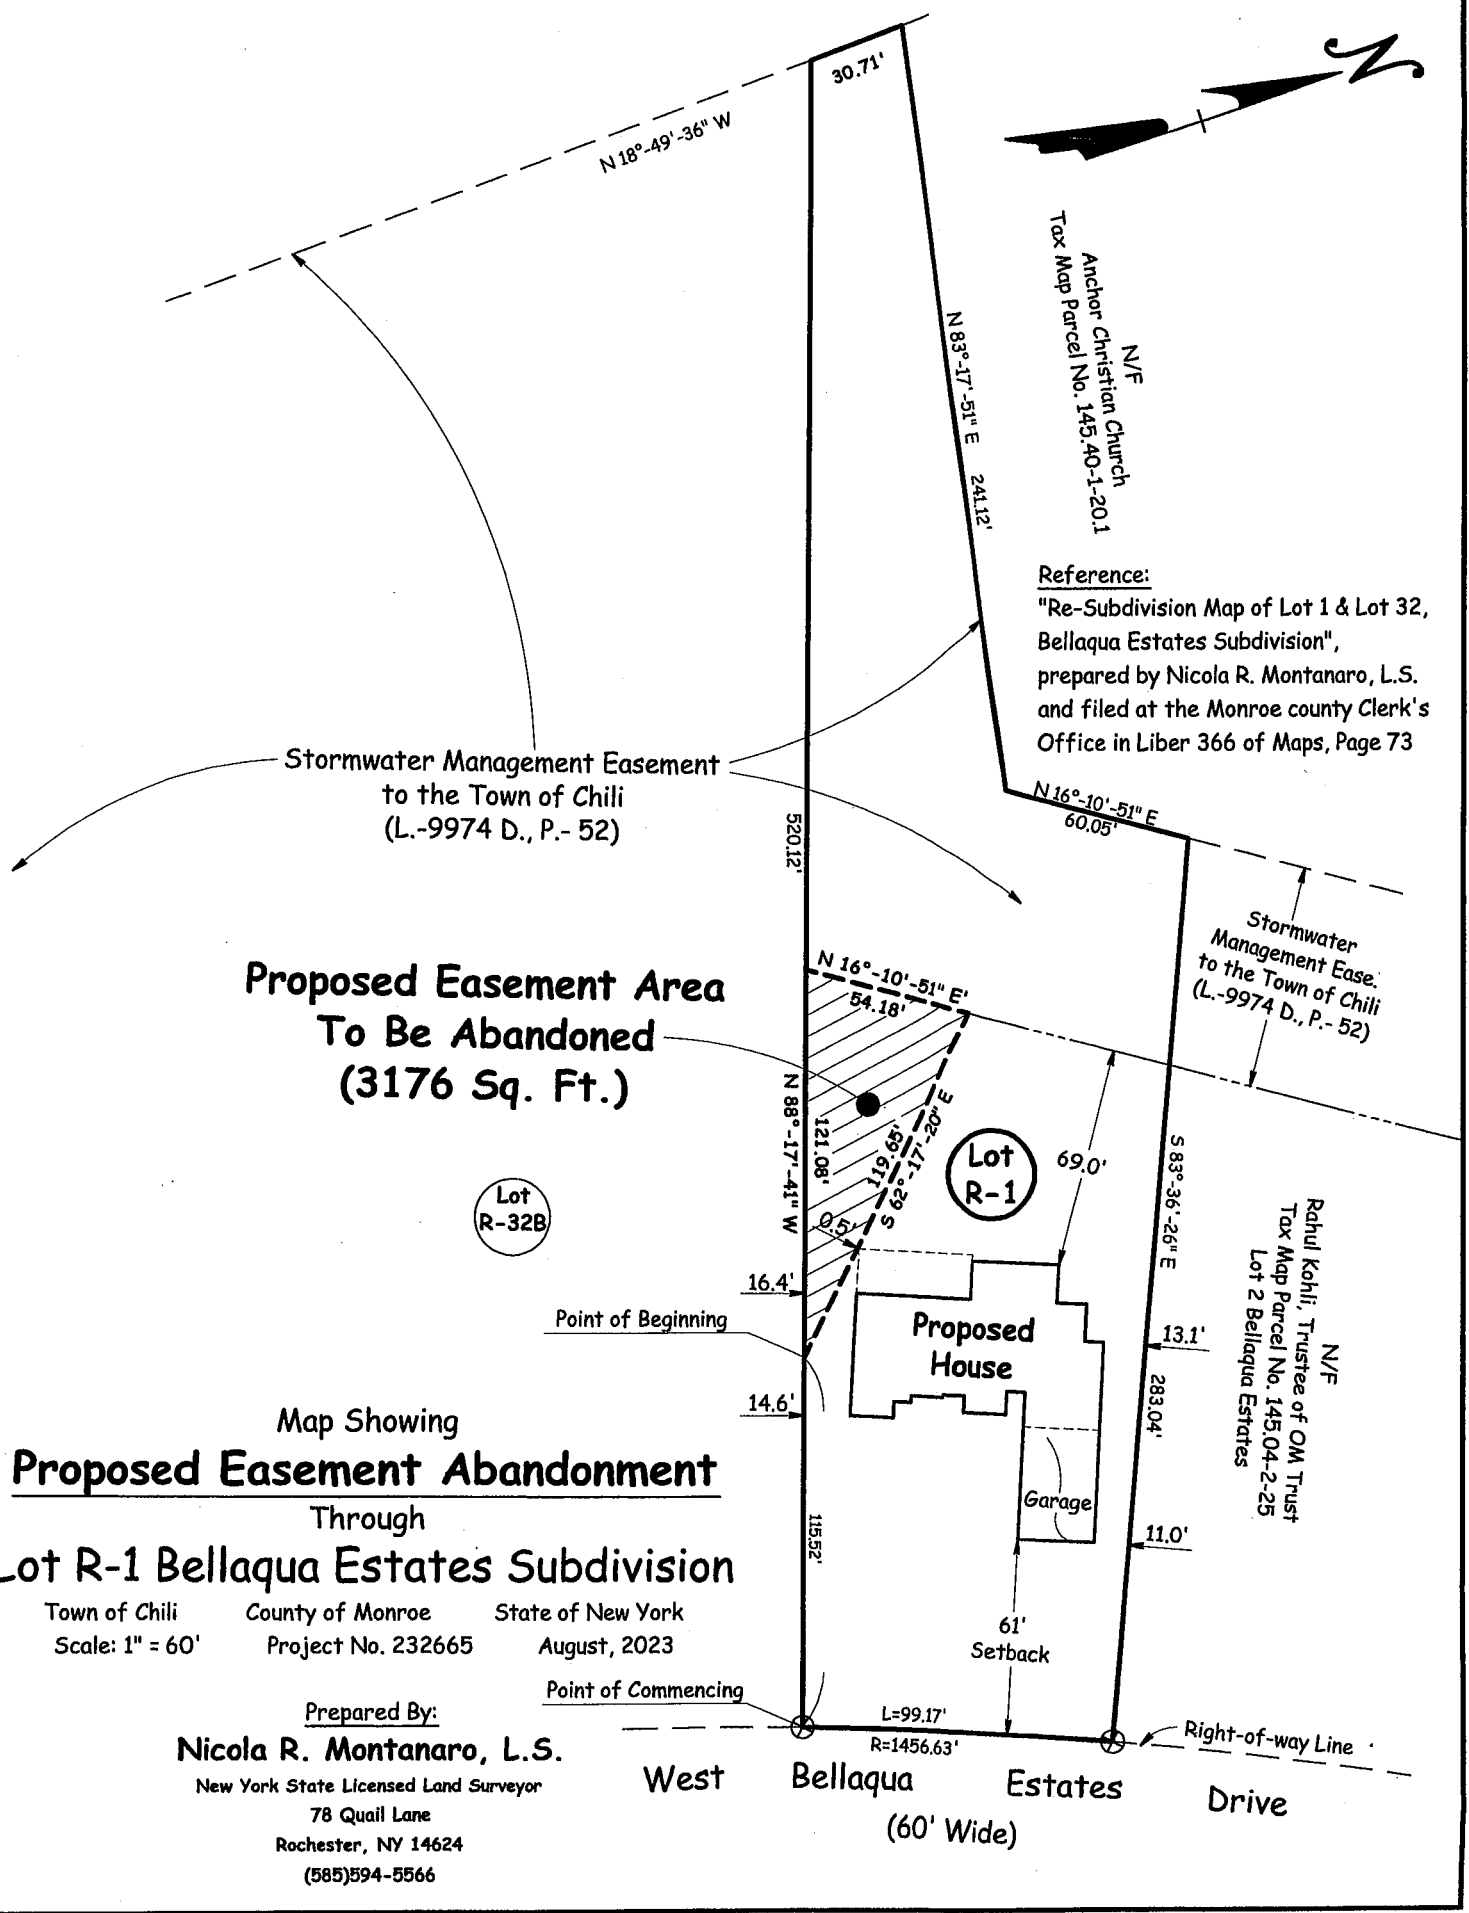 30.71'
N 18°-49'-36" W
N
N/F
Anchor Christian Church
Tax Map Parcel No. 145.40-1-20.1
N 83°-17'-51" E 241.12'
Reference:
"Re-Subdivision Map of Lot 1 & Lot 32,
Bellaqua Estates Subdivision",
prepared by Nicola R. Montanaro, L.S.
and filed at the Monroe county Clerk's
Office in Liber 366 of Maps, Page 73
Stormwater Management Easement
to the Town of Chili
(L.-9974 D., P.- 52)
520.12'
N 16°-10'-51" E
60.05'
Stormwater
Management Ease.
to the Town of Chili
(L.-9974 D., P.- 52)
Proposed Easement Area
To Be Abandoned
(3176 Sq. Ft.)
N 16°-10'-51" E'
54.18'
N 88°-17'-41" W
121.08'
119.65'
S 62°-17'-20" E
0.5'
Lot
R-1
69.0'
S 83°-36'-26" E
283.04'
Lot
R-32B
N/F
Rahul Kohli, Trustee of OM Trust
Tax Map Parcel No. 145.04-2-25
Lot 2 Bellaqua Estates
16.4'
Point of Beginning
Proposed
House
13.1'
14.6'
Map Showing
Proposed Easement Abandonment
Through
Lot R-1 Bellaqua Estates Subdivision
Town of Chili County of Monroe State of New York
Scale: 1" = 60' Project No. 232665 August, 2023
115.52'
Garage
11.0'
61'
Setback
Point of Commencing
Prepared By:
Nicola R. Montanaro, L.S.
New York State Licensed Land Surveyor
78 Quail Lane
Rochester, NY 14624
(585)594-5566
L=99.17'
R=1456.63'
Right-of-way Line
West Bellaqua Estates Drive
(60' Wide)